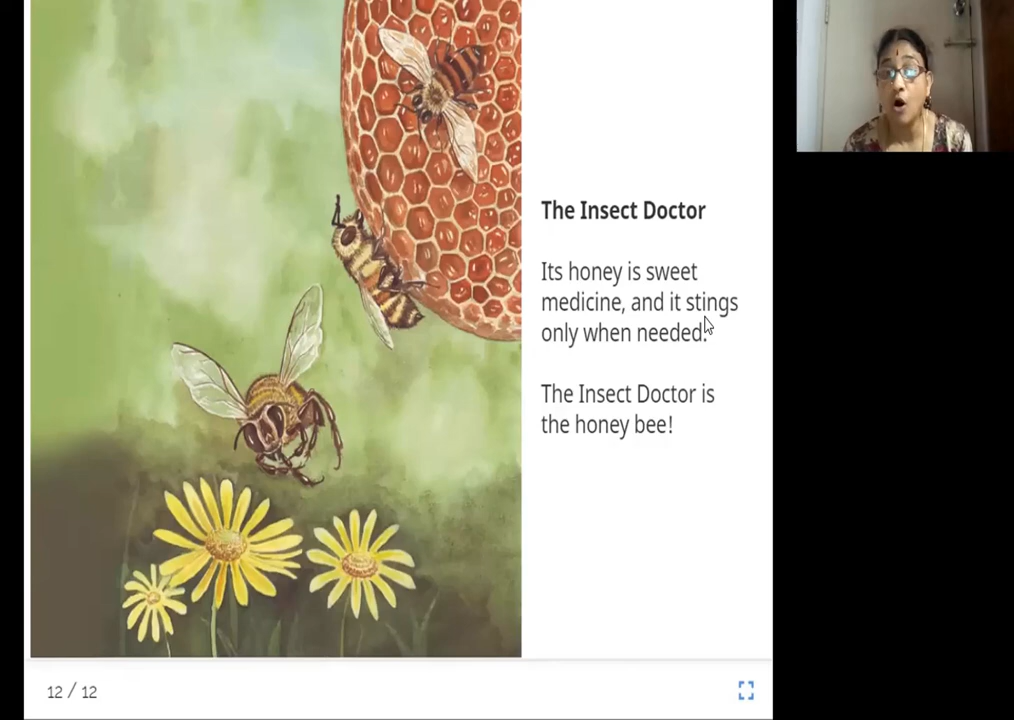 The Insect Doctor
Its honey is sweet
medicine, and it stings
only when needed.
The Insect Doctor is
the honey bee!
12 / 12